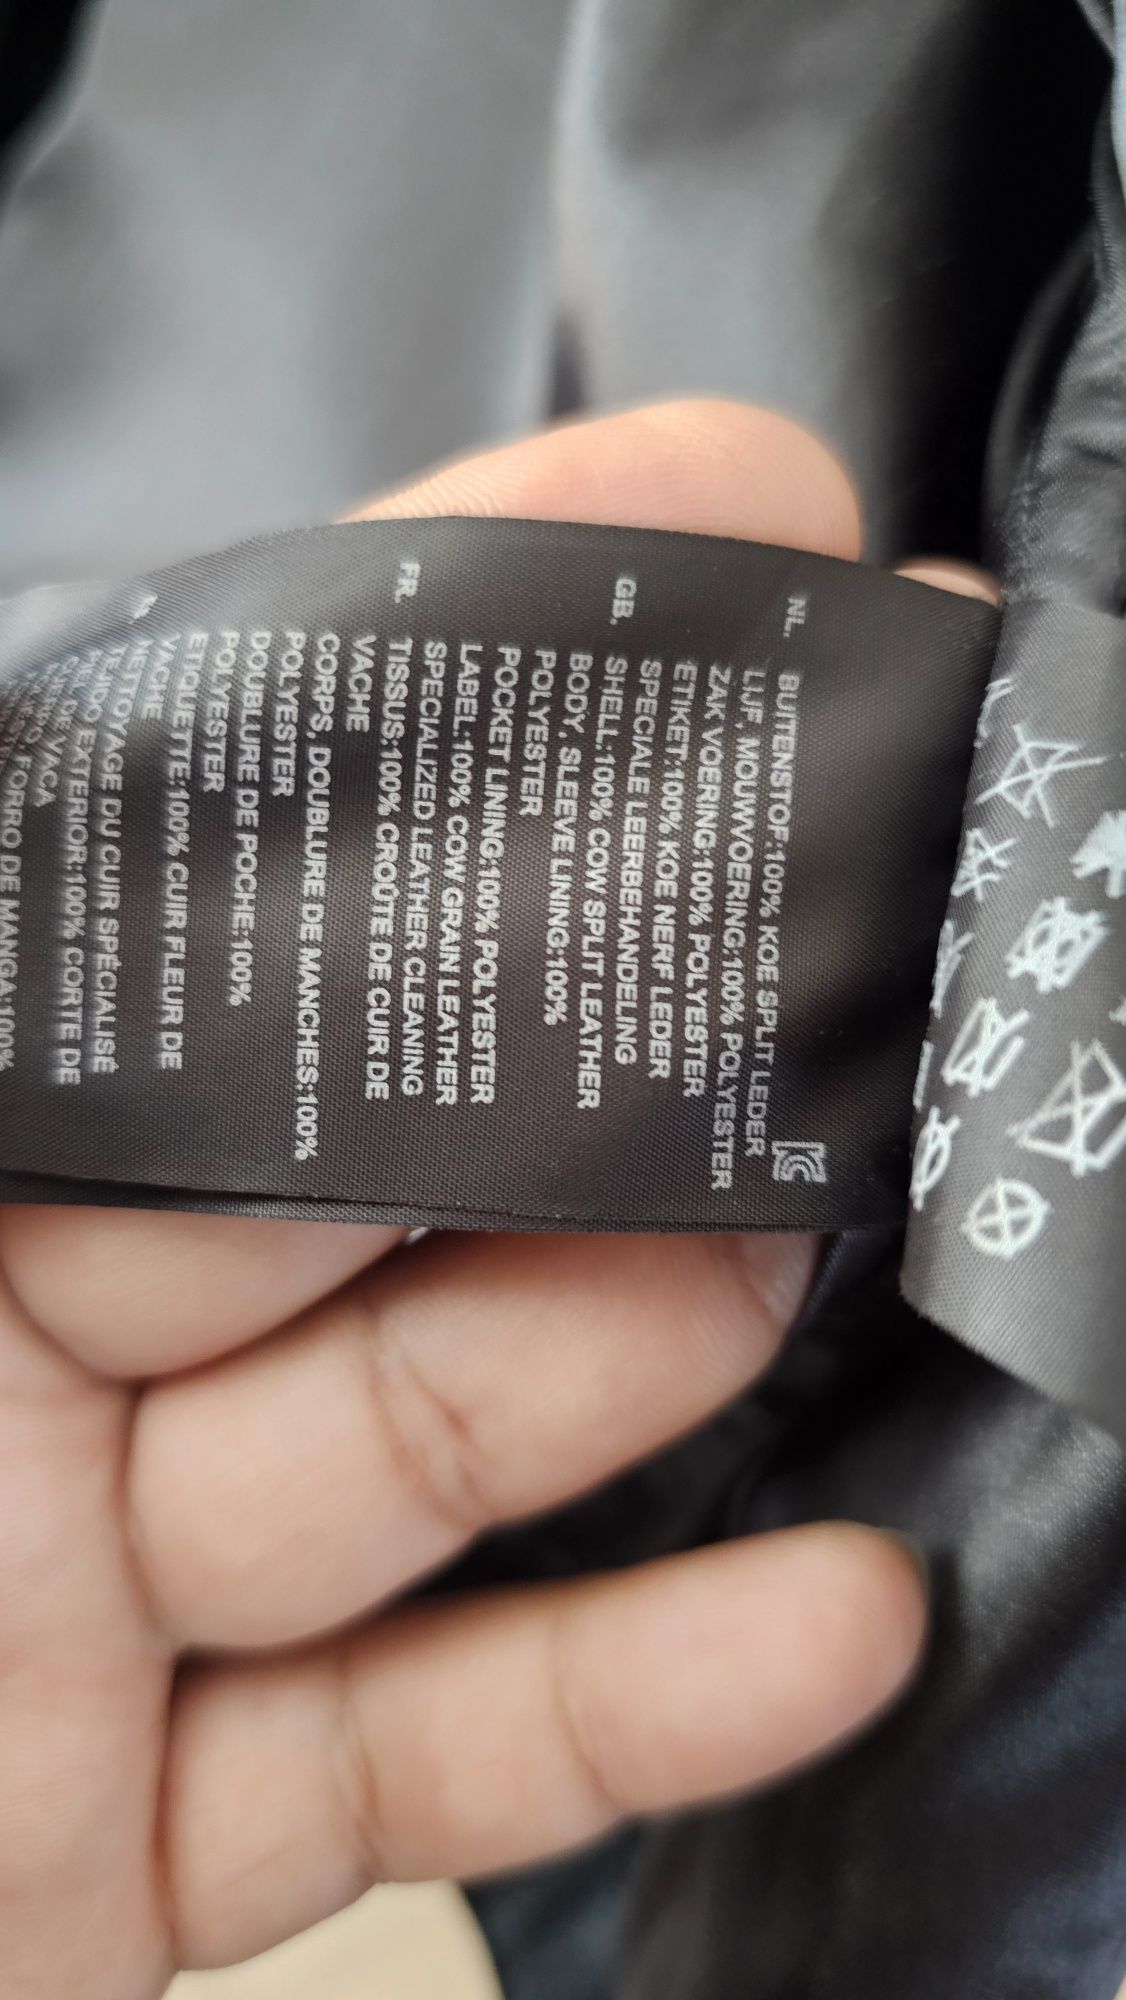 NL. BUITENSTOF:100% KOE SPLIT LEDER
LIJF, MOUWVOERING:100% POLYESTER
ZAK VOERING:100% POLYESTER
ETIKET:100% KOE NERF LEDER
SPECIALE LEERBEHANDELING
GB. SHELL:100% COW SPLIT LEATHER
BODY, SLEEVE LINING:100%
POLYESTER
POCKET LINING:100% POLYESTER
LABEL:100% COW GRAIN LEATHER
SPECIALIZED LEATHER CLEANING
FR. TISSUS:100% CROÛTE DE CUIR DE
VACHE
CORPS, DOUBLURE DE MANCHES:100%
POLYESTER
DOUBLURE DE POCHE:100%
POLYESTER
ETIQUETTE:100% CUIR FLEUR DE
VACHE
NETTOYAGE DU CUIR SPÉCIALISÉ
TEJIDO EXTERIOR:100% CORTE DE
DE VACA
FORRO DE MANGA:100%